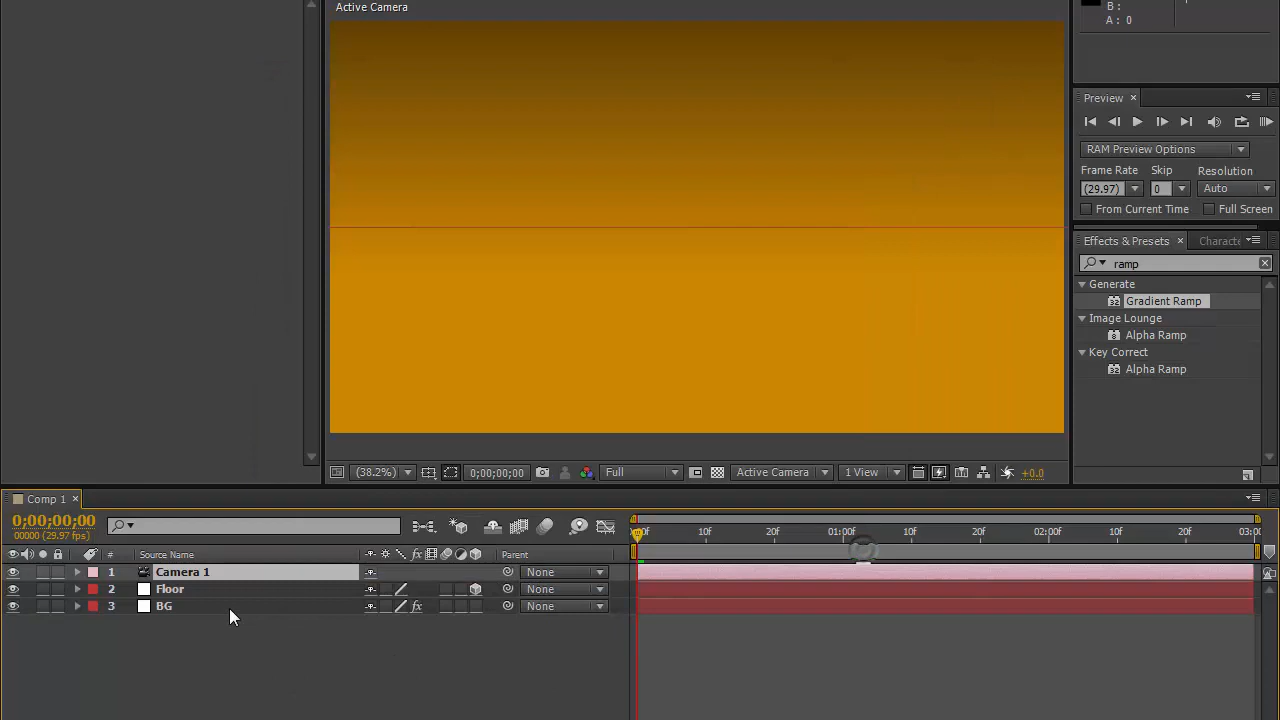 Active Camera
B :
A : 0
Preview
RAM Preview Options
Frame Rate Skip Resolution
(29.97) 0 Auto
From Current Time Full Screen
Effects & Presets
ramp
Generate
Gradient Ramp
Image Lounge
Alpha Ramp
Key Correct
Alpha Ramp
(38.2%) 0;00;00;00 Full Active Camera 1 View +0.0
Comp 1
0;00;00;00
00000 (29.97 fps)
10f 20f 01:00f 10f 20f 02:00f 10f 20f
# Source Name fx Parent
1 Camera 1 None
2 Floor None
3 BG fx None